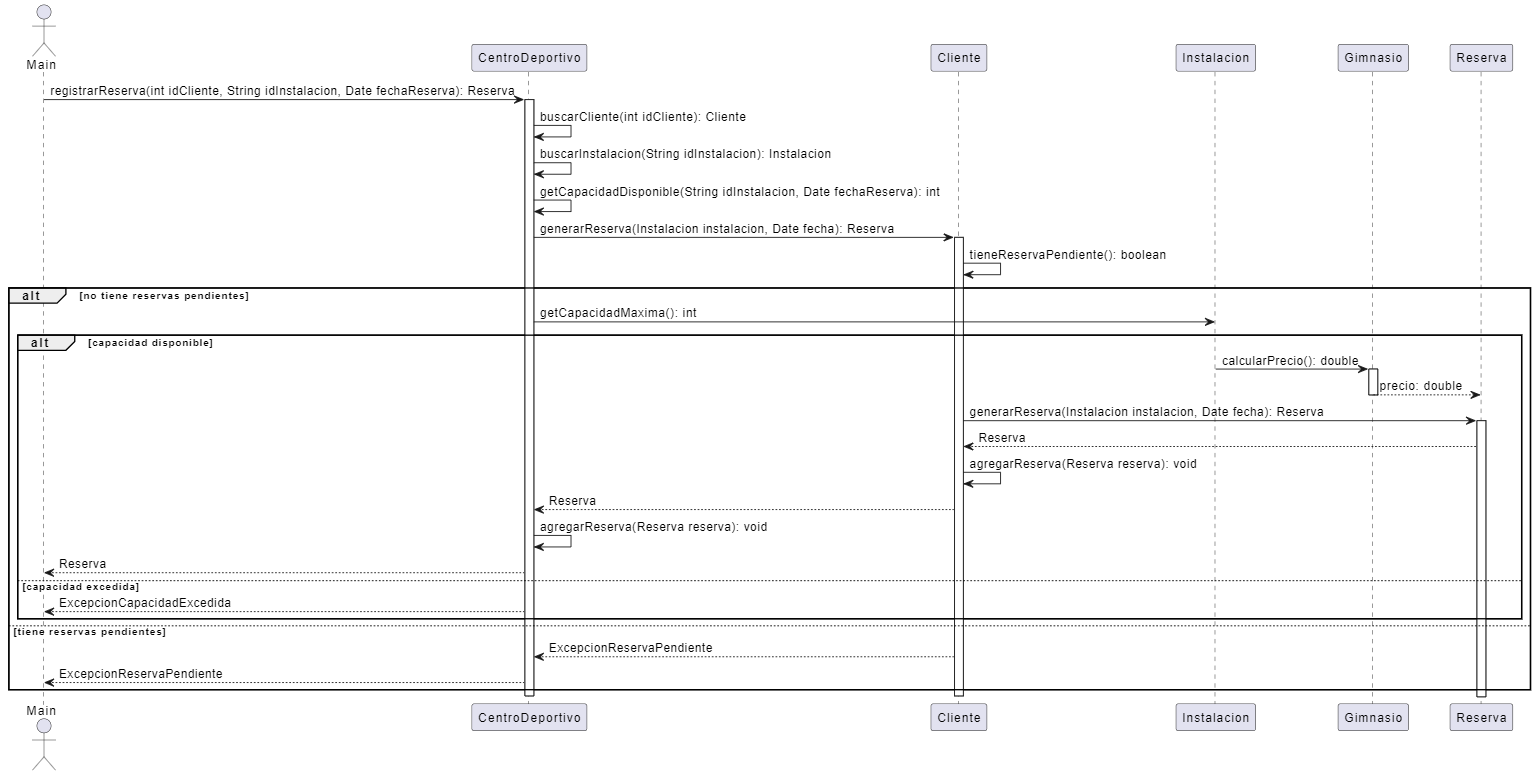 Main
CentroDeportivo
Cliente
Instalacion
Gimnasio
Reserva
registrarReserva(int idCliente, String idInstalacion, Date fechaReserva): Reserva
buscarCliente(int idCliente): Cliente
buscarInstalacion(String idInstalacion): Instalacion
getCapacidadDisponible(String idInstalacion, Date fechaReserva): int
generarReserva(Instalacion instalacion, Date fecha): Reserva
tieneReservaPendiente(): boolean
alt [no tiene reservas pendientes]
getCapacidadMaxima(): int
alt [capacidad disponible]
calcularPrecio(): double
precio: double
generarReserva(Instalacion instalacion, Date fecha): Reserva
Reserva
agregarReserva(Reserva reserva): void
Reserva
agregarReserva(Reserva reserva): void
Reserva
[capacidad excedida]
ExcepcionCapacidadExcedida
[tiene reservas pendientes]
ExcepcionReservaPendiente
ExcepcionReservaPendiente
Main
CentroDeportivo
Cliente
Instalacion
Gimnasio
Reserva